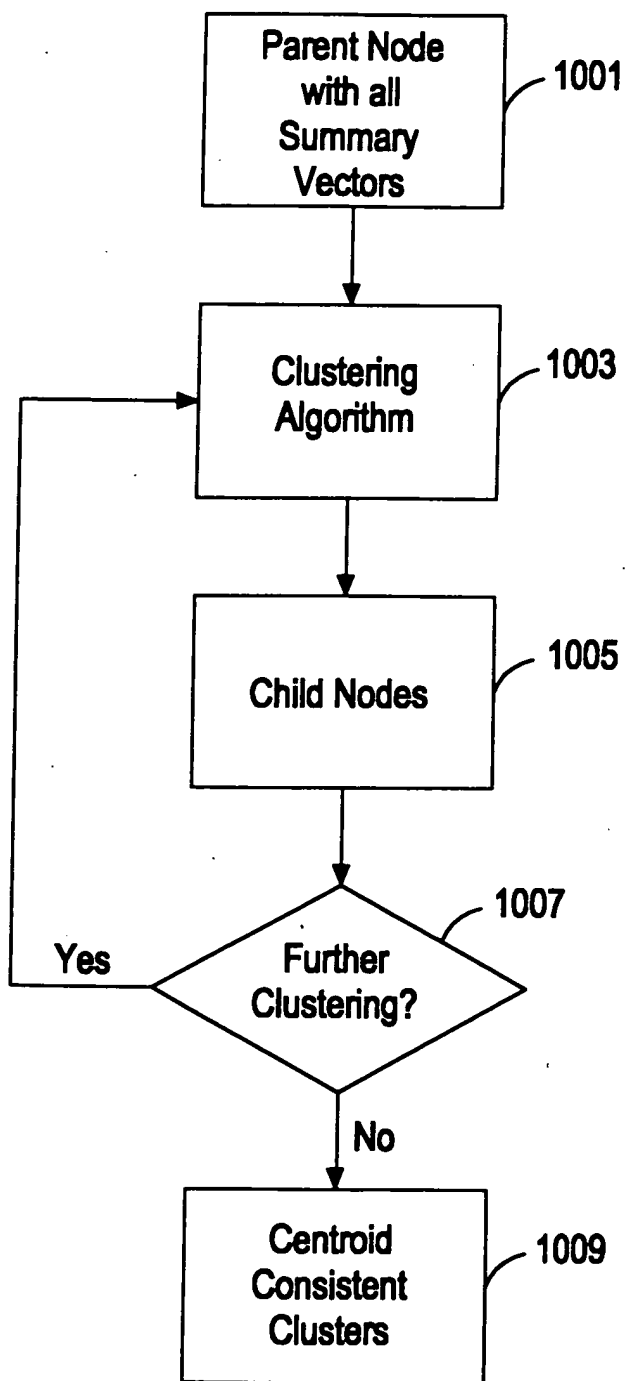 Parent Node
with all
Summary
Vectors
1001
Clustering
Algorithm
1003
Child Nodes
1005
Further
Clustering?
1007
Yes
No
Centroid
Consistent
Clusters
1009